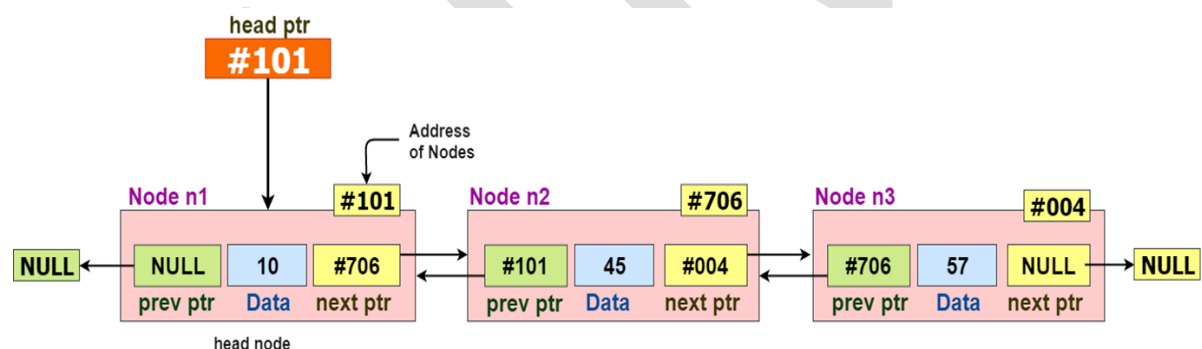 head ptr
#101
Address
of Nodes
Node n1
#101
Node n2
#706
Node n3
#004
NULL
NULL
10
#706
#101
45
#004
#706
57
NULL
NULL
prev ptr
Data
next ptr
prev ptr
Data
next ptr
prev ptr
Data
next ptr
head node